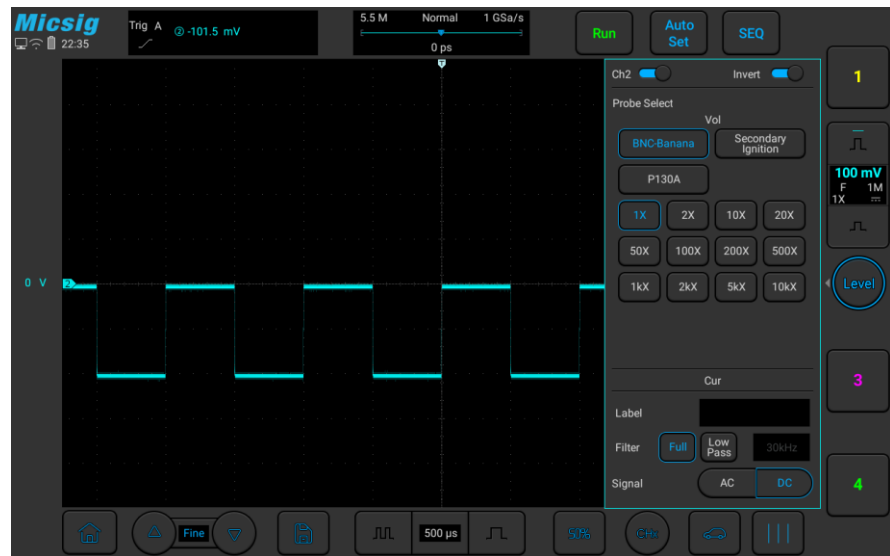 Micsig
22:35
Trig A ② -101.5 mV
5.5 M Normal 1 GSa/s
0 ps
Run
Auto
Set
SEQ
T
Ch2 Invert
Probe Select
Vol
BNC-Banana
Secondary
Ignition
P130A
1X 2X 10X 20X
50X 100X 200X 500X
1kX 2kX 5kX 10kX
Cur
Label
Filter Full Low
Pass 30kHz
Signal AC DC
0 V 2
1
100 mV
F 1M
1X
Level
3
4
Fine
500 µs
50%
CHx